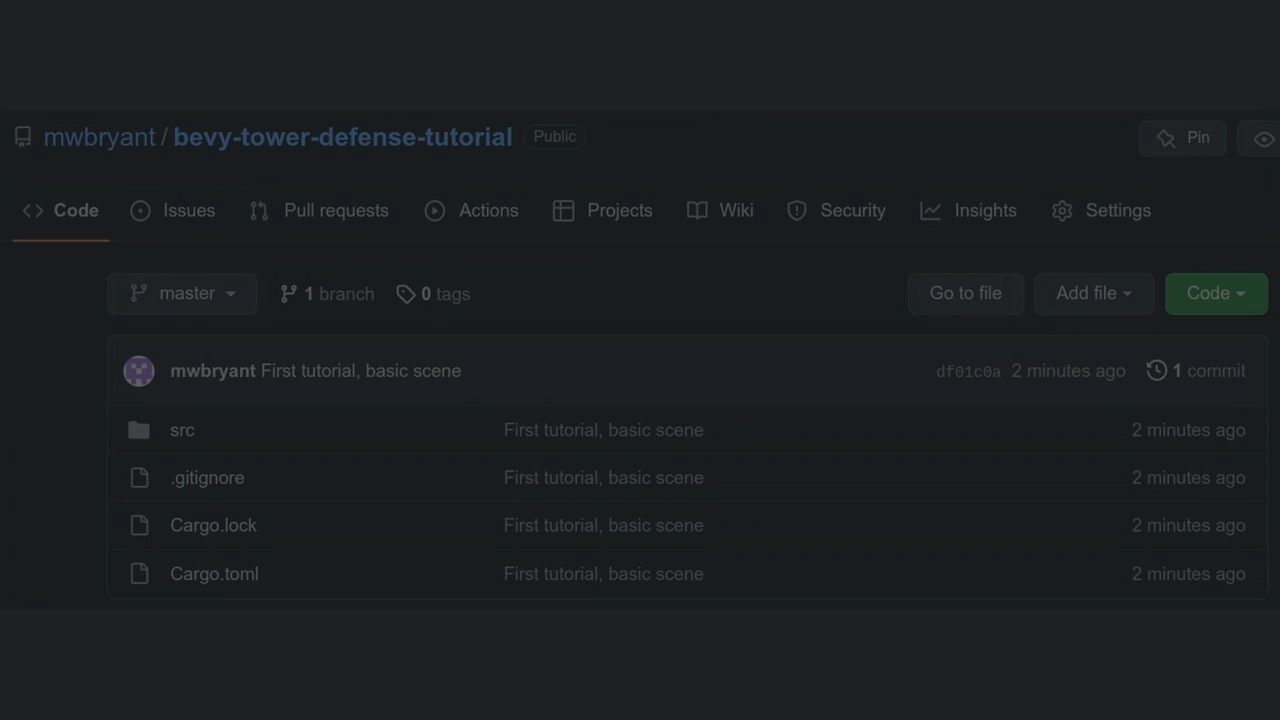 mwbryant / bevy-tower-defense-tutorial Public Pin
Code Issues Pull requests Actions Projects Wiki Security Insights Settings
master 1 branch 0 tags Go to file Add file Code
mwbryant First tutorial, basic scene df01c0a 2 minutes ago 1 commit
src First tutorial, basic scene 2 minutes ago
.gitignore First tutorial, basic scene 2 minutes ago
Cargo.lock First tutorial, basic scene 2 minutes ago
Cargo.toml First tutorial, basic scene 2 minutes ago